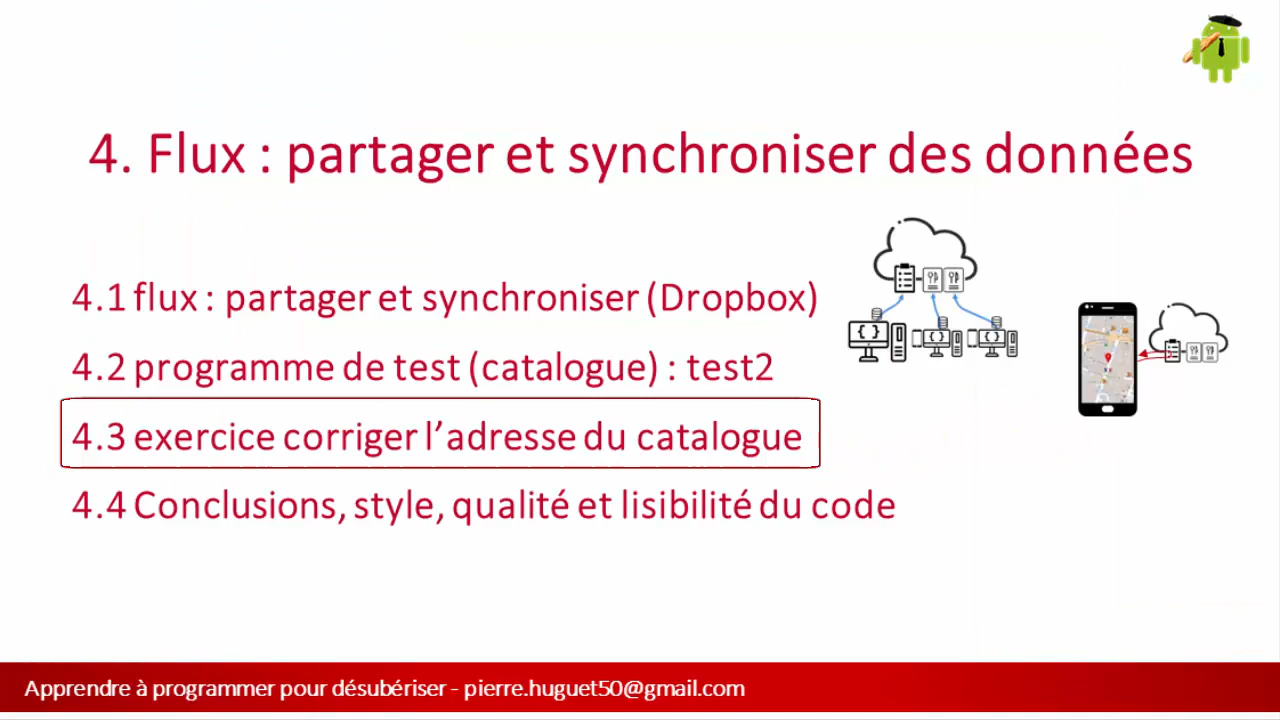 4. Flux : partager et synchroniser des données
4.1 flux : partager et synchroniser (Dropbox)
4.2 programme de test (catalogue) : test2
4.3 exercice corriger l’adresse du catalogue
4.4 Conclusions, style, qualité et lisibilité du code
Apprendre à programmer pour désubériser - pierre.huguet50@gmail.com